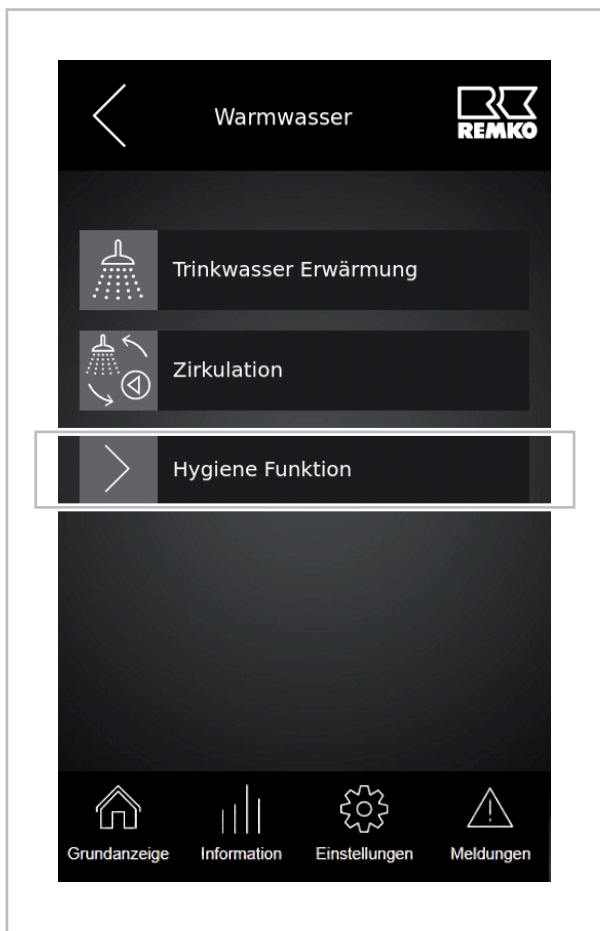 Warmwasser
REMKO
Trinkwasser Erwärmung
Zirkulation
Hygiene Funktion
Grundanzeige Information Einstellungen Meldungen